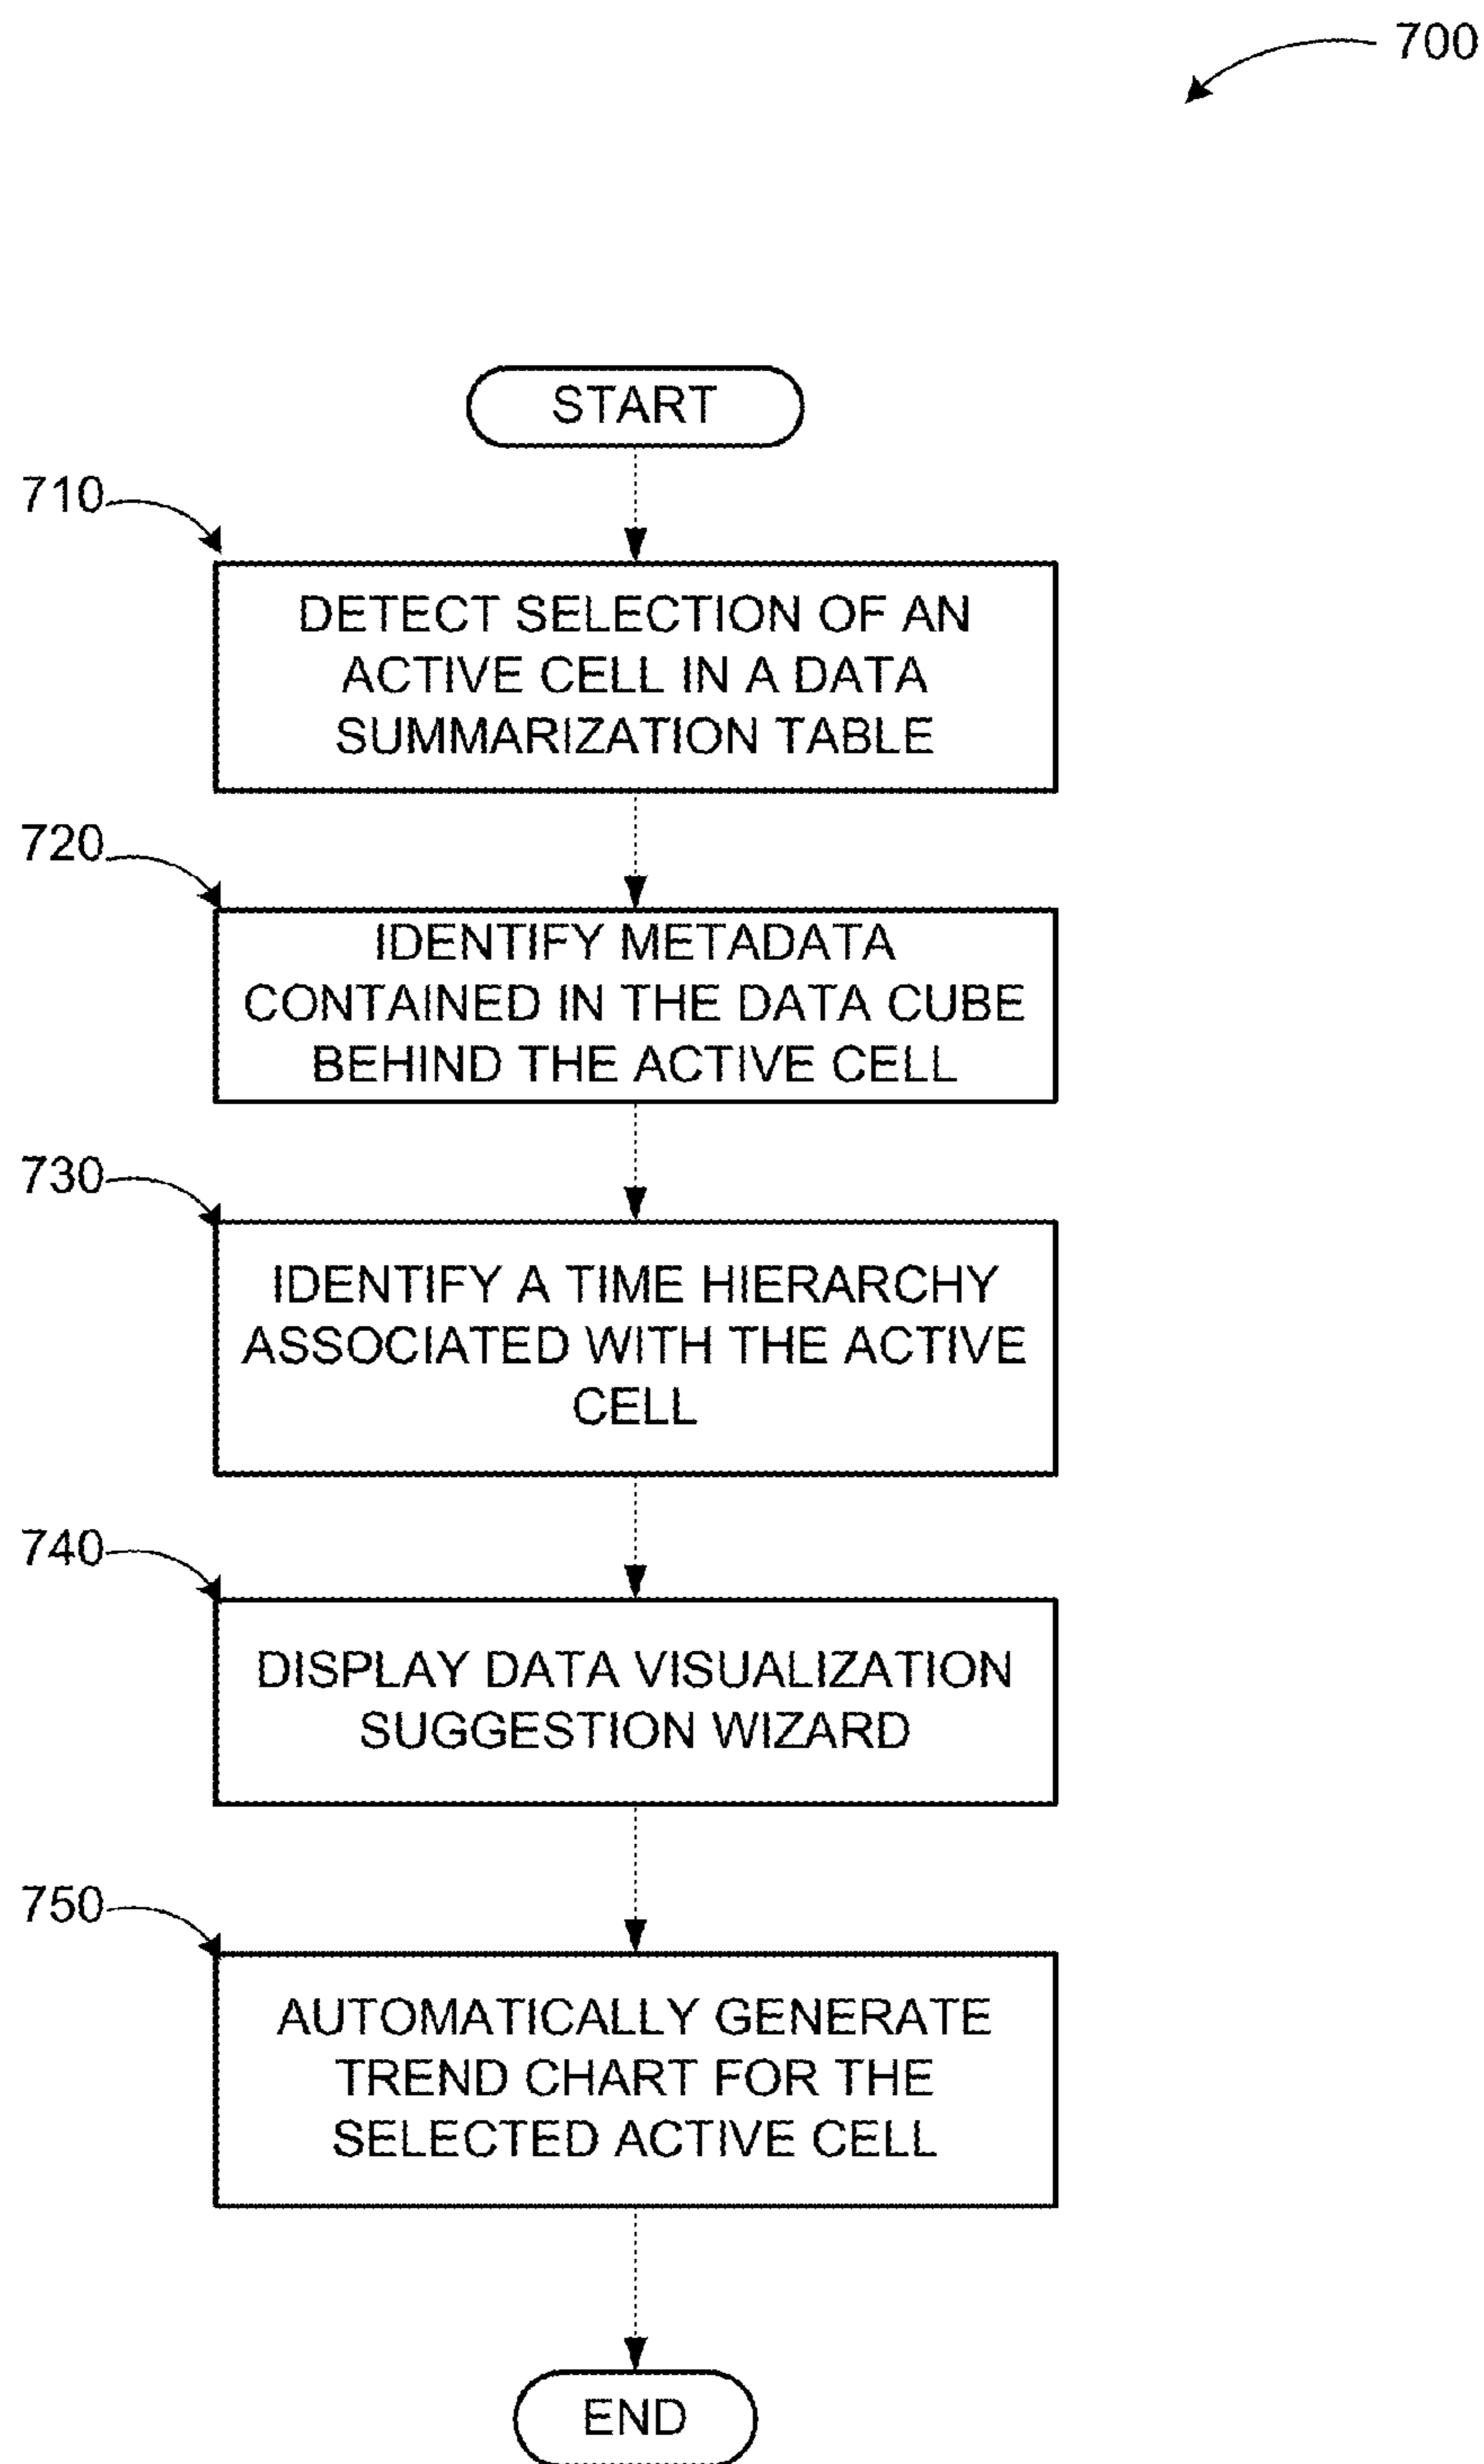 700
START
710
DETECT SELECTION OF AN
ACTIVE CELL IN A DATA
SUMMARIZATION TABLE
720
IDENTIFY METADATA
CONTAINED IN THE DATA CUBE
BEHIND THE ACTIVE CELL
730
IDENTIFY A TIME HIERARCHY
ASSOCIATED WITH THE ACTIVE
CELL
740
DISPLAY DATA VISUALIZATION
SUGGESTION WIZARD
750
AUTOMATICALLY GENERATE
TREND CHART FOR THE
SELECTED ACTIVE CELL
END